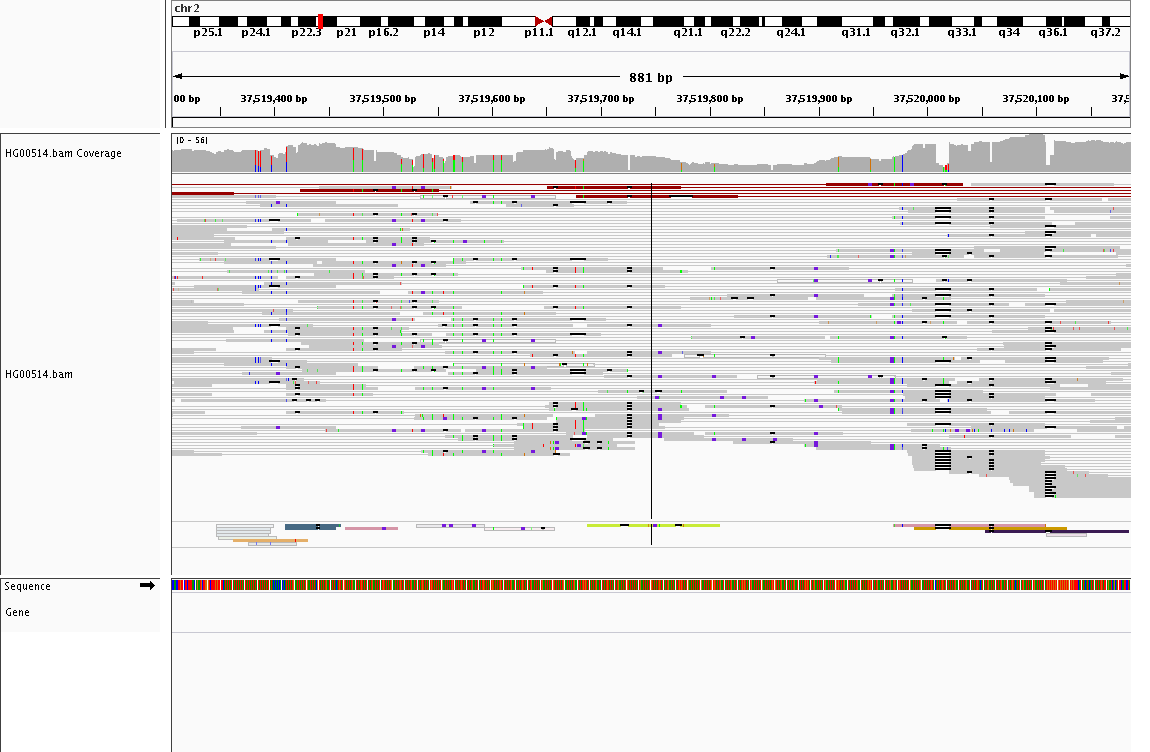 chr2
p25.1 p24.1 p22.3 p21 p16.2 p14 p12 p11.1 q12.1 q14.1 q21.1 q22.2 q24.1 q31.1 q32.1 q33.1 q34 q36.1 q37.2
881 bp
00 bp 37,519,400 bp 37,519,500 bp 37,519,600 bp 37,519,700 bp 37,519,800 bp 37,519,900 bp 37,520,000 bp 37,520,100 bp 37,5
HG00514.bam Coverage
[0 - 56]
HG00514.bam
Sequence
Gene